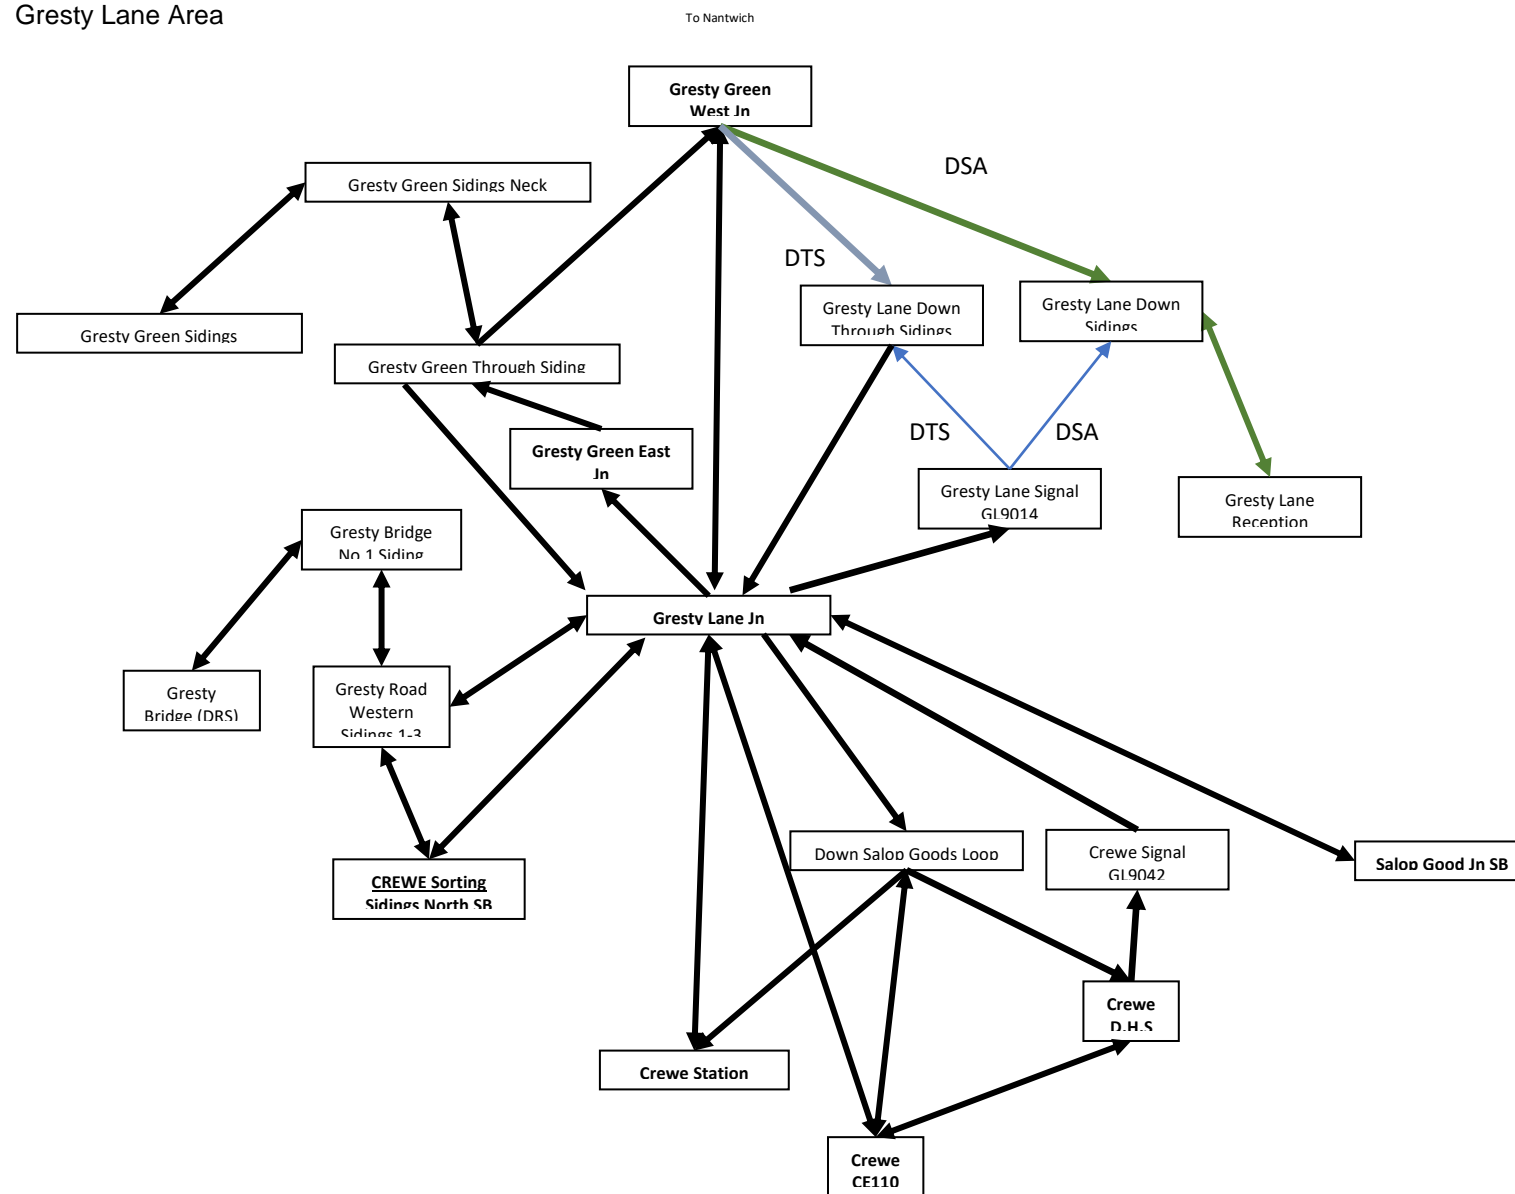 Gresty Lane Area
To Nantwich
Gresty Green
West Jn
DSA
Gresty Green Sidings Neck
DTS
Gresty Lane Down
Through Sidings
Gresty Lane Down
Sidings
Gresty Green Sidings
Gresty Green Through Siding
DTS
DSA
Gresty Green East
Jn
Gresty Lane Signal
GL9014
Gresty Lane
Reception
Gresty Bridge
No 1 Siding
Gresty Lane Jn
Gresty
Bridge (DRS)
Gresty Road
Western
Sidings 1-3
Down Salop Goods Loop
Crewe Signal
GL9042
Salop Good Jn SB
CREWE Sorting
Sidings North SB
Crewe
D.H.S
Crewe Station
Crewe
CE110